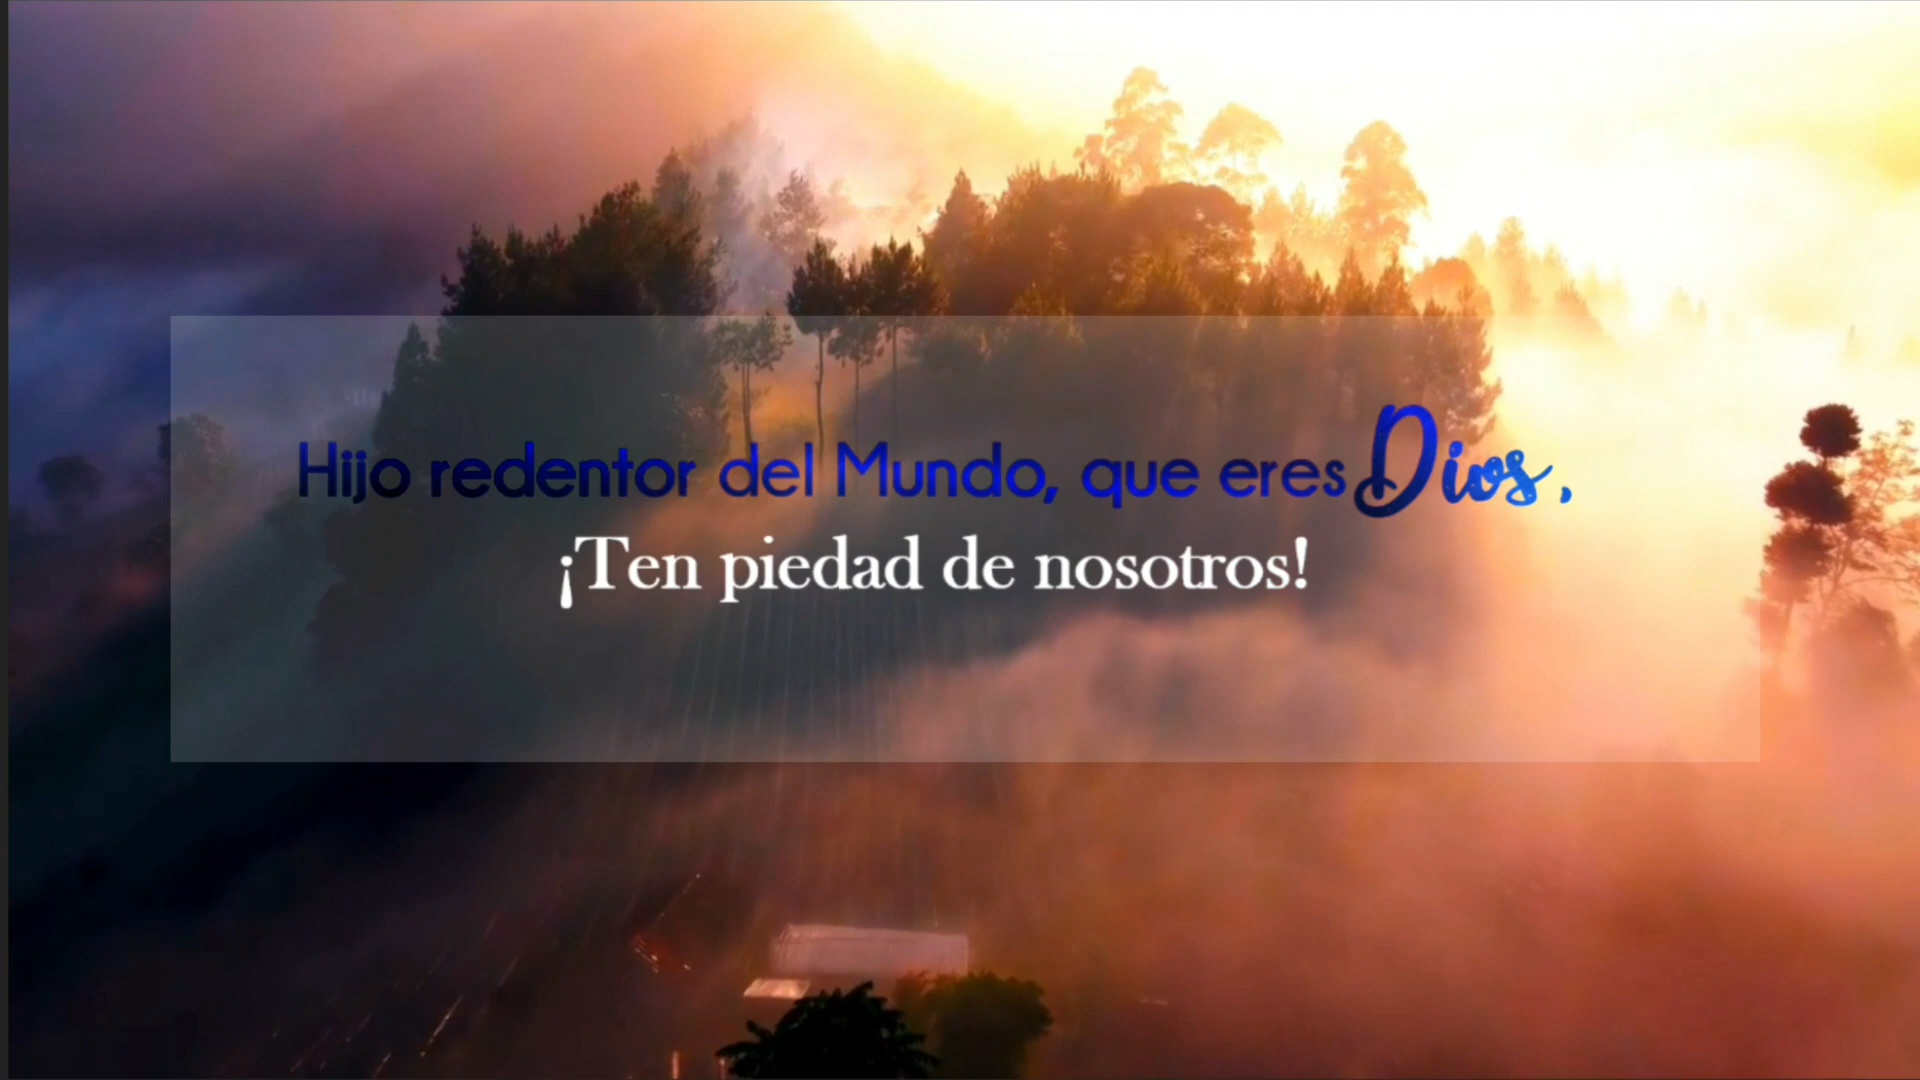 Hijo redentor del Mundo, que eres Dios,
¡Ten piedad de nosotros!